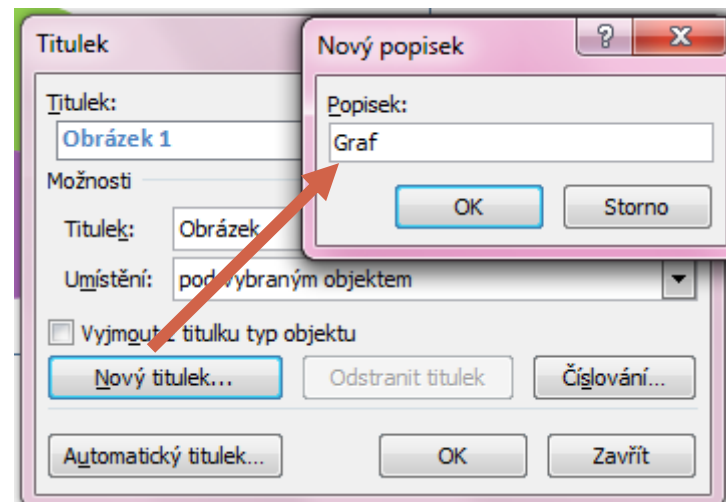 Titulek
Nový popisek
Titulek:
Obrázek 1
Popisek:
Graf
OK Storno
Možnosti
Titulek: Obrázek
Umístění: pod vybraným objektem
Vyjmout z titulku typ objektu
Nový titulek... Odstranit titulek Číslování...
Automatický titulek... OK Zavřít